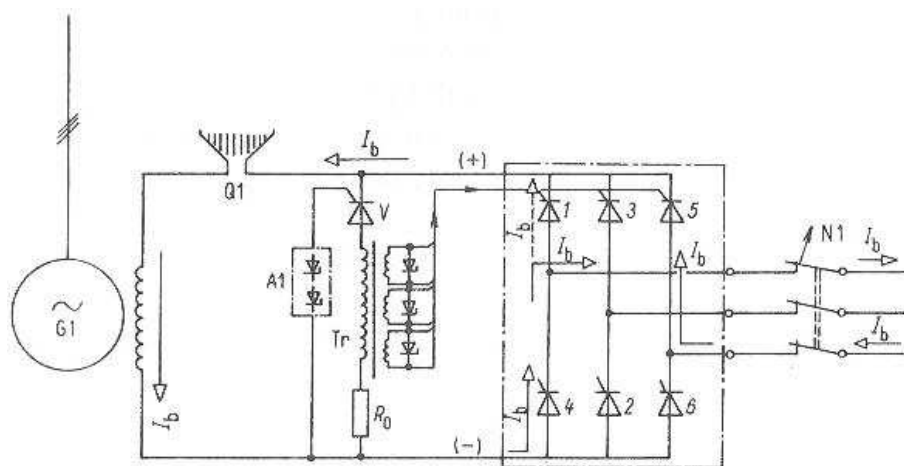 I_b (+)
Q1
V 1 3 5
I_b I_b I_b N1 I_b
A1
G1 Tr
I_b
4 2 6
I_b R_0 I_b
(-)